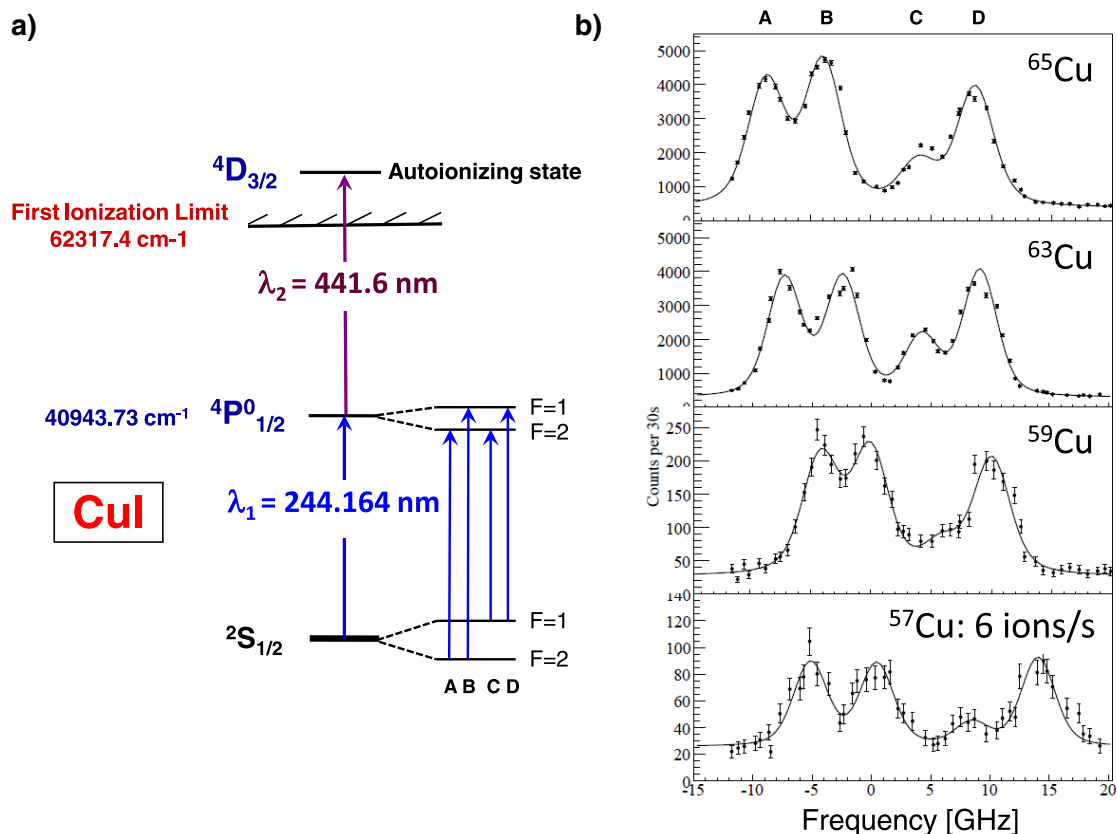 a)
⁴D₃/₂
Autoionizing state
First Ionization Limit
62317.4 cm-1
λ₂ = 441.6 nm
40943.73 cm⁻¹
⁴P⁰₁/₂
F=1
F=2
λ₁ = 244.164 nm
CuI
²S₁/₂
F=1
F=2
A B C D
b)
A B C D
⁶⁵Cu
5000
4000
3000
2000
1000
0
⁶³Cu
5000
4000
3000
2000
1000
0
⁵⁹Cu
250
200
150
100
50
0
Counts per 30s
⁵⁷Cu: 6 ions/s
140
120
100
80
60
40
20
0
-15 -10 -5 0 5 10 15 20
Frequency [GHz]